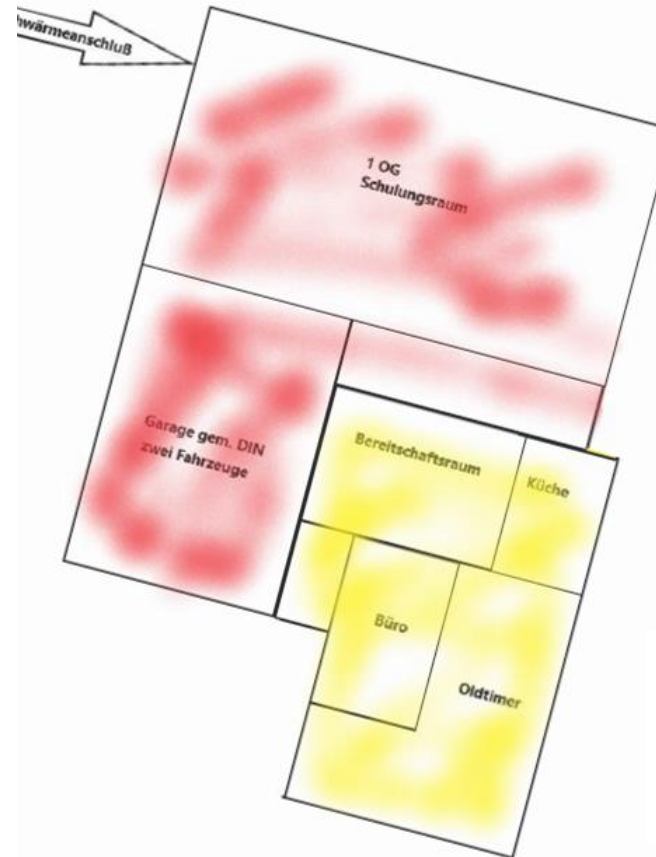 hwärmeanschluß
1 OG
Schulungsraum
Garage gem. DIN
zwei Fahrzeuge
Bereitschaftsraum
Küche
Büro
Oldtimer